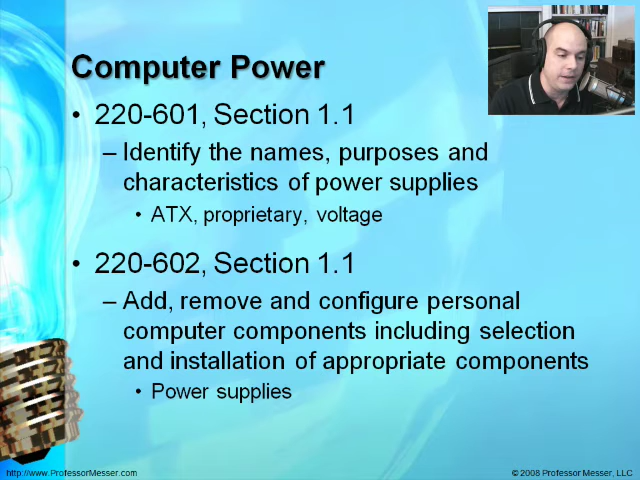 Computer Power
• 220-601, Section 1.1
– Identify the names, purposes and
characteristics of power supplies
• ATX, proprietary, voltage
• 220-602, Section 1.1
– Add, remove and configure personal
computer components including selection
and installation of appropriate components
• Power supplies
http://www.ProfessorMesser.com
© 2008 Professor Messer, LLC